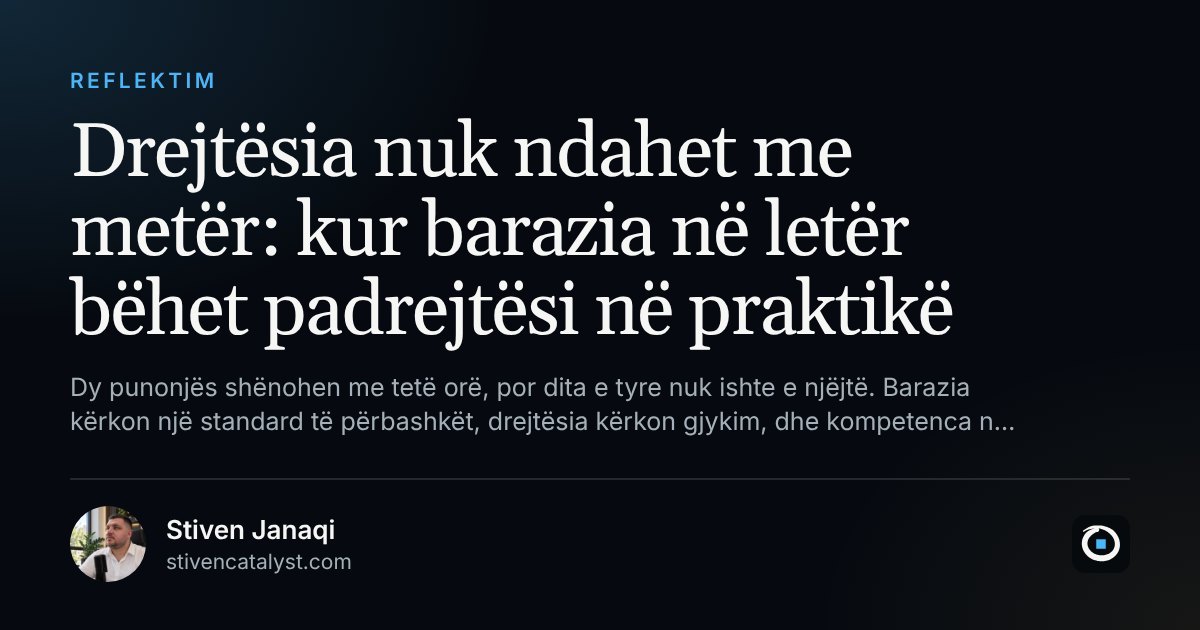 REFLEKTIM
Drejtësia nuk ndahet me
metër: kur barazia në letër
bëhet padrejtësi në praktikë
Dy punonjës shënohen me tetë orë, por dita e tyre nuk ishte e njëjtë. Barazia
kërkon një standard të përbashkët, drejtësia kërkon gjykim, dhe kompetenca n...
Stiven Janaqi
stivencatalyst.com